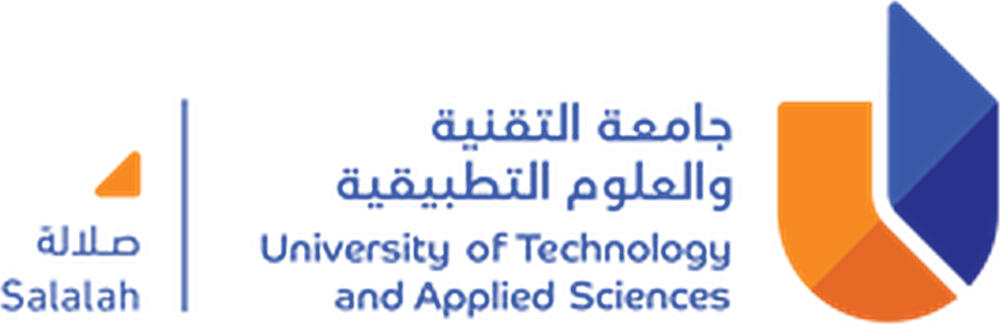 جامعة التقنية
والعلوم التطبيقية
University of Technology
and Applied Sciences
صلالة
Salalah